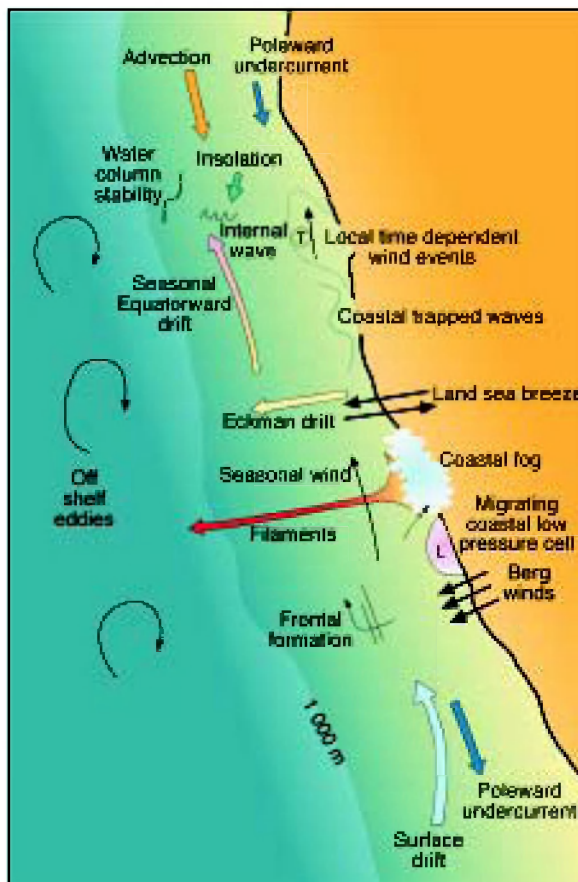 Advection
Poleward
undercurrent
Water
column
stability
Insolation
Internal
wave
T
Local time dependent
wind events
Seasonal
Equatorward
drift
Coastal trapped waves
Land sea breeze
Eckman drift
Seasonal wind
Coastal fog
Off
shelf
eddies
Filaments
Migrating
coastal low
pressure cell
L
Berg
winds
Frontal
formation
1 000 m
Poleward
undercurrent
Surface
drift